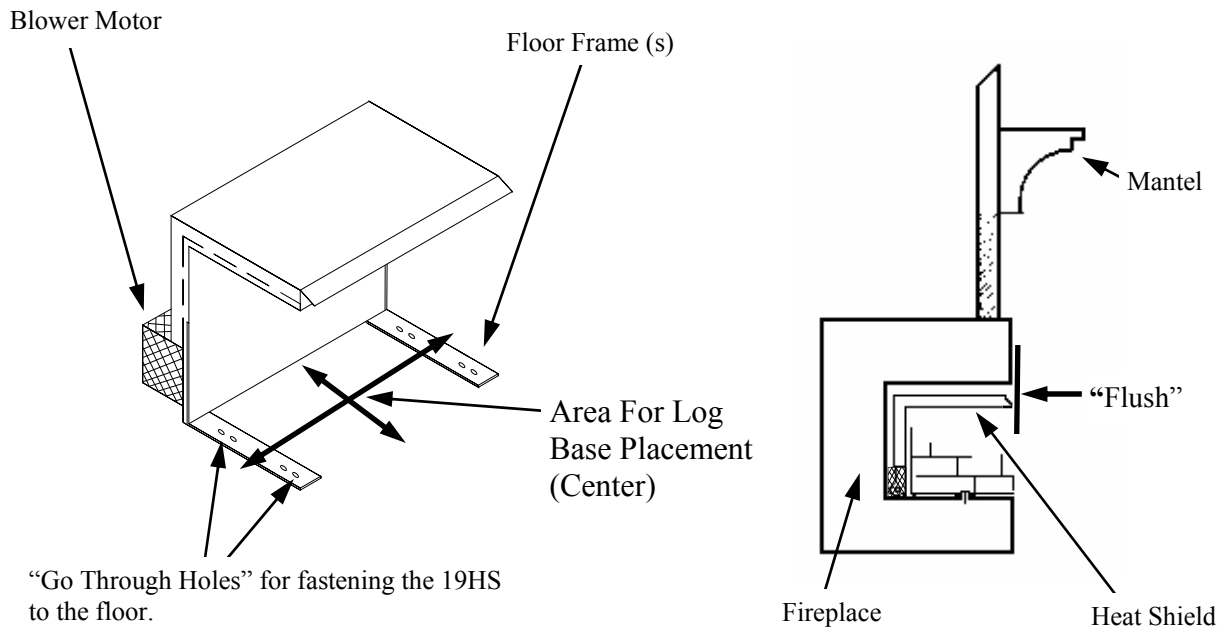 Blower Motor
Floor Frame (s)
Mantel
“Flush”
Area For Log
Base Placement
(Center)
“Go Through Holes” for fastening the 19HS
to the floor.
Fireplace
Heat Shield